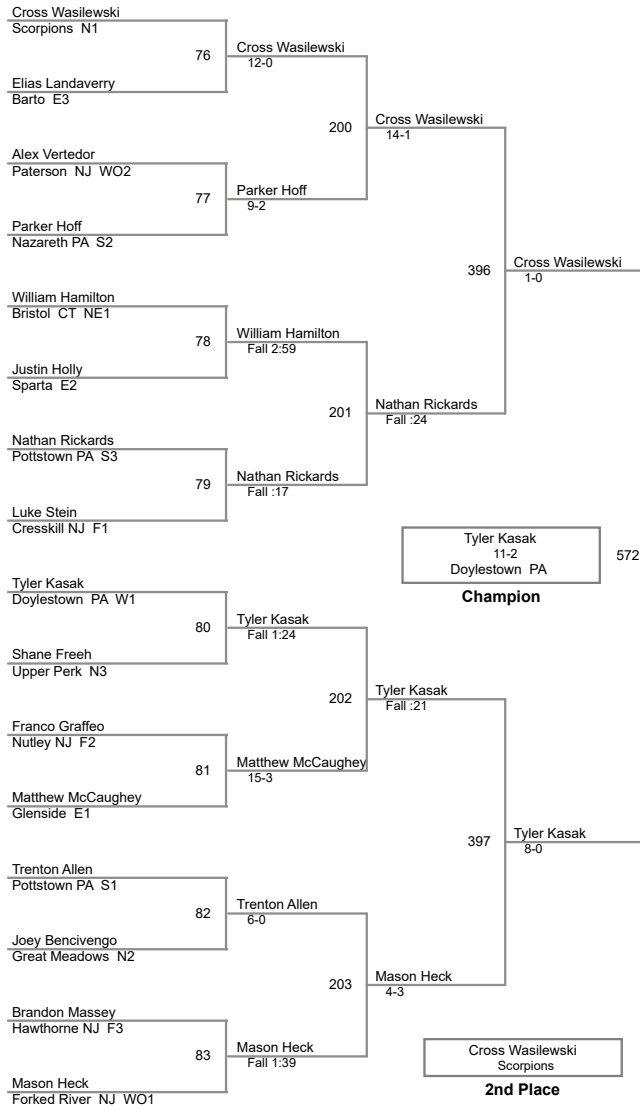 Cross Wasilewski
Scorpions N1
76
Elias Landaverry
Barto E3
Cross Wasilewski
12-0
Alex Vertedor
Paterson NJ WO2
77
Parker Hoff
Nazareth PA S2
Parker Hoff
9-2
200
Cross Wasilewski
14-1
William Hamilton
Bristol CT NE1
78
Justin Holly
Sparta E2
William Hamilton
Fall 2:59
Nathan Rickards
Pottstown PA S3
79
Luke Stein
Cresskill NJ F1
Nathan Rickards
Fall :17
201
Nathan Rickards
Fall :24
396
Cross Wasilewski
1-0
Tyler Kasak
11-2
Doylestown PA
572
Champion
Tyler Kasak
Doylestown PA W1
80
Shane Freeh
Upper Perk N3
Tyler Kasak
Fall 1:24
Franco Graffeo
Nutley NJ F2
81
Matthew McCaughey
Glenside E1
Matthew McCaughey
15-3
202
Tyler Kasak
Fall :21
Trenton Allen
Pottstown PA S1
82
Joey Bencivengo
Great Meadows N2
Trenton Allen
6-0
Brandon Massey
Hawthorne NJ F3
83
Mason Heck
Forked River NJ WO1
Mason Heck
Fall 1:39
203
Mason Heck
4-3
397
Tyler Kasak
8-0
Cross Wasilewski
Scorpions
2nd Place